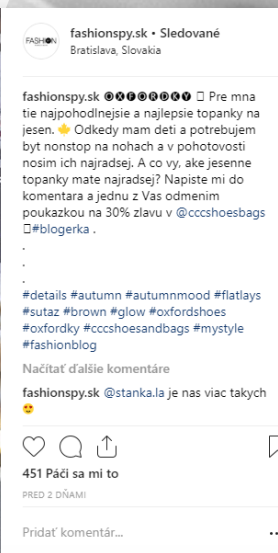 FASHION
fashionspy.sk • Sledované
Bratislava, Slovakia
fashionspy.sk 🅞🅧🅕🅞🅡🅓🅚🅨 ▯ Pre mna
tie najpohodlnejsie a najlepsie topanky na
jesen. 🍁 Odkedy mam deti a potrebujem
byt nonstop na nohach a v pohotovosti
nosim ich najradsej. A co vy, ake jesenne
topanky mate najradsej? Napiste mi do
komentara a jednu z Vas odmenim
poukazkou na 30% zlavu v @cccshoesbags
▯#blogerka .
.
.
.
#details #autumn #autumnmood #flatlays
#sutaz #brown #glow #oxfordshoes
#oxfordky #cccshoesandbags #mystyle
#fashionblog
Načítať ďalšie komentáre
fashionspy.sk @stanka.la je nas viac takych
😍
451 Páči sa mi to
PRED 2 DŇAMI
Pridať komentár...